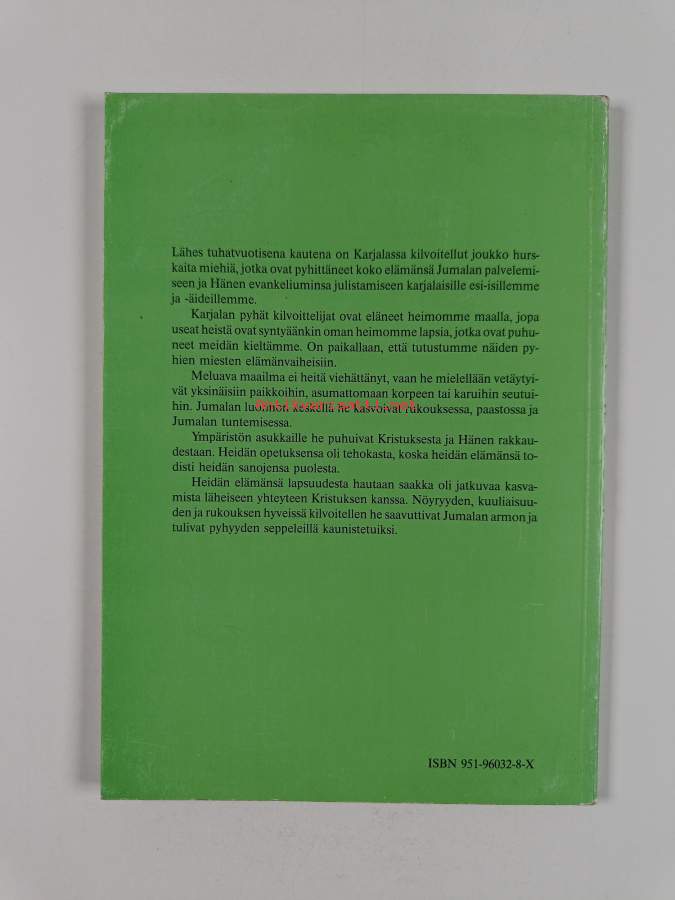 Lähes tuhatvuotisena kautena on Karjalassa kilvoitellut joukko hurs-
kaita miehiä, jotka ovat pyhittäneet koko elämänsä Jumalan palvelemi-
seen ja Hänen evankeliuminsa julistamiseen karjalaisille esi-isillemme
ja -äideillemme.
Karjalan pyhät kilvoittelijat ovat eläneet heimomme maalla, jopa
useat heistä ovat syntyäänkin oman heimomme lapsia, jotka ovat puhu-
neet meidän kieltämme. On paikallaan, että tutustumme näiden py-
hien miesten elämänvaiheisiin.
Meluava maailma ei heitä viehättänyt, vaan he mielellään vetäytyi-
vät yksinäisiin paikkoihin, asumattomaan korpeen tai karuihin seutui-
hin. Jumalan luonnon keskellä he kasvoivat rukouksessa, paastossa ja
Jumalan tuntemisessa.
Ympäristön asukkaille he puhuivat Kristuksesta ja Hänen rakkau-
destaan. Heidän opetuksensa oli tehokasta, koska heidän elämänsä to-
disti heidän sanojensa puolesta.
Heidän elämänsä lapsuudesta hautaan saakka oli jatkuvaa kasva-
mista läheiseen yhteyteen Kristuksen kanssa. Nöyryyden, kuuliaisuu-
den ja rukouksen hyveissä kilvoitellen he saavuttivat Jumalan armon ja
tulivat pyhyyden seppeleillä kaunistetuiksi.
ISBN 951-96032-8-X